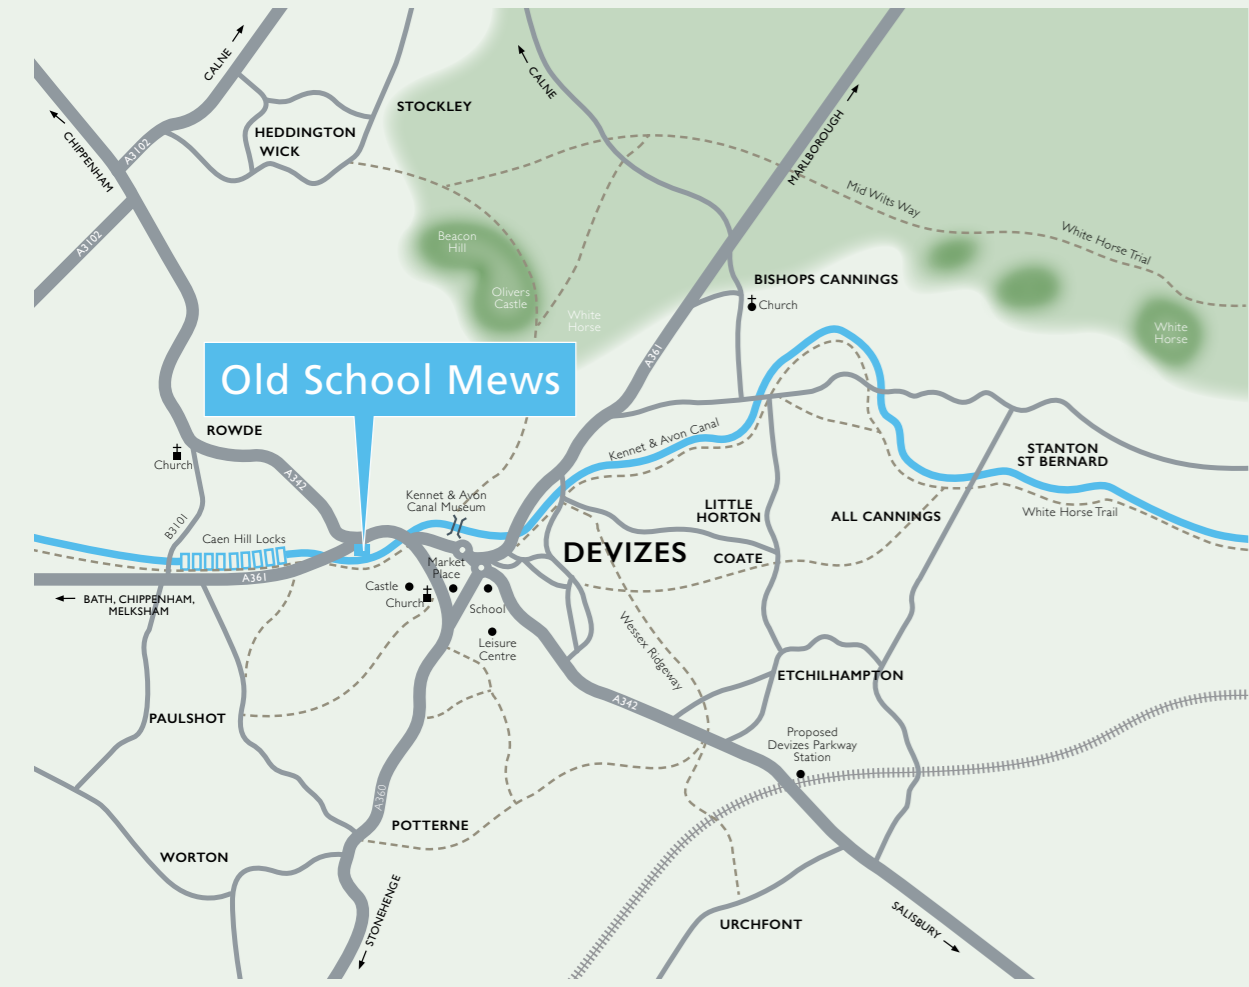 CALNE
CALNE
STOCKLEY
HEDDINGTON
WICK
CHIPPENHAM
A3102
MARLBOROUGH
Mid Wilts Way
White Horse Trial
A3102
Beacon
Hill
Olivers
Castle
White
Horse
BISHOPS CANNINGS
Church
White
Horse
A361
Old School Mews
ROWDE
Church
A342
Kennet & Avon Canal
STANTON
ST BERNARD
Kennet & Avon
Canal Museum
LITTLE
HORTON
ALL CANNINGS
White Horse Trail
B3101
Caen Hill Locks
DEVIZES
COATE
Market
Place
A361
Castle
Church
School
BATH, CHIPPENHAM,
MELKSHAM
Leisure
Centre
Wessex Ridgeway
ETCHILHAMPTON
A342
PAULSHOT
Proposed
Devizes Parkway
Station
A360
POTTERNE
WORTON
STONEHENGE
URCHFONT
SALISBURY